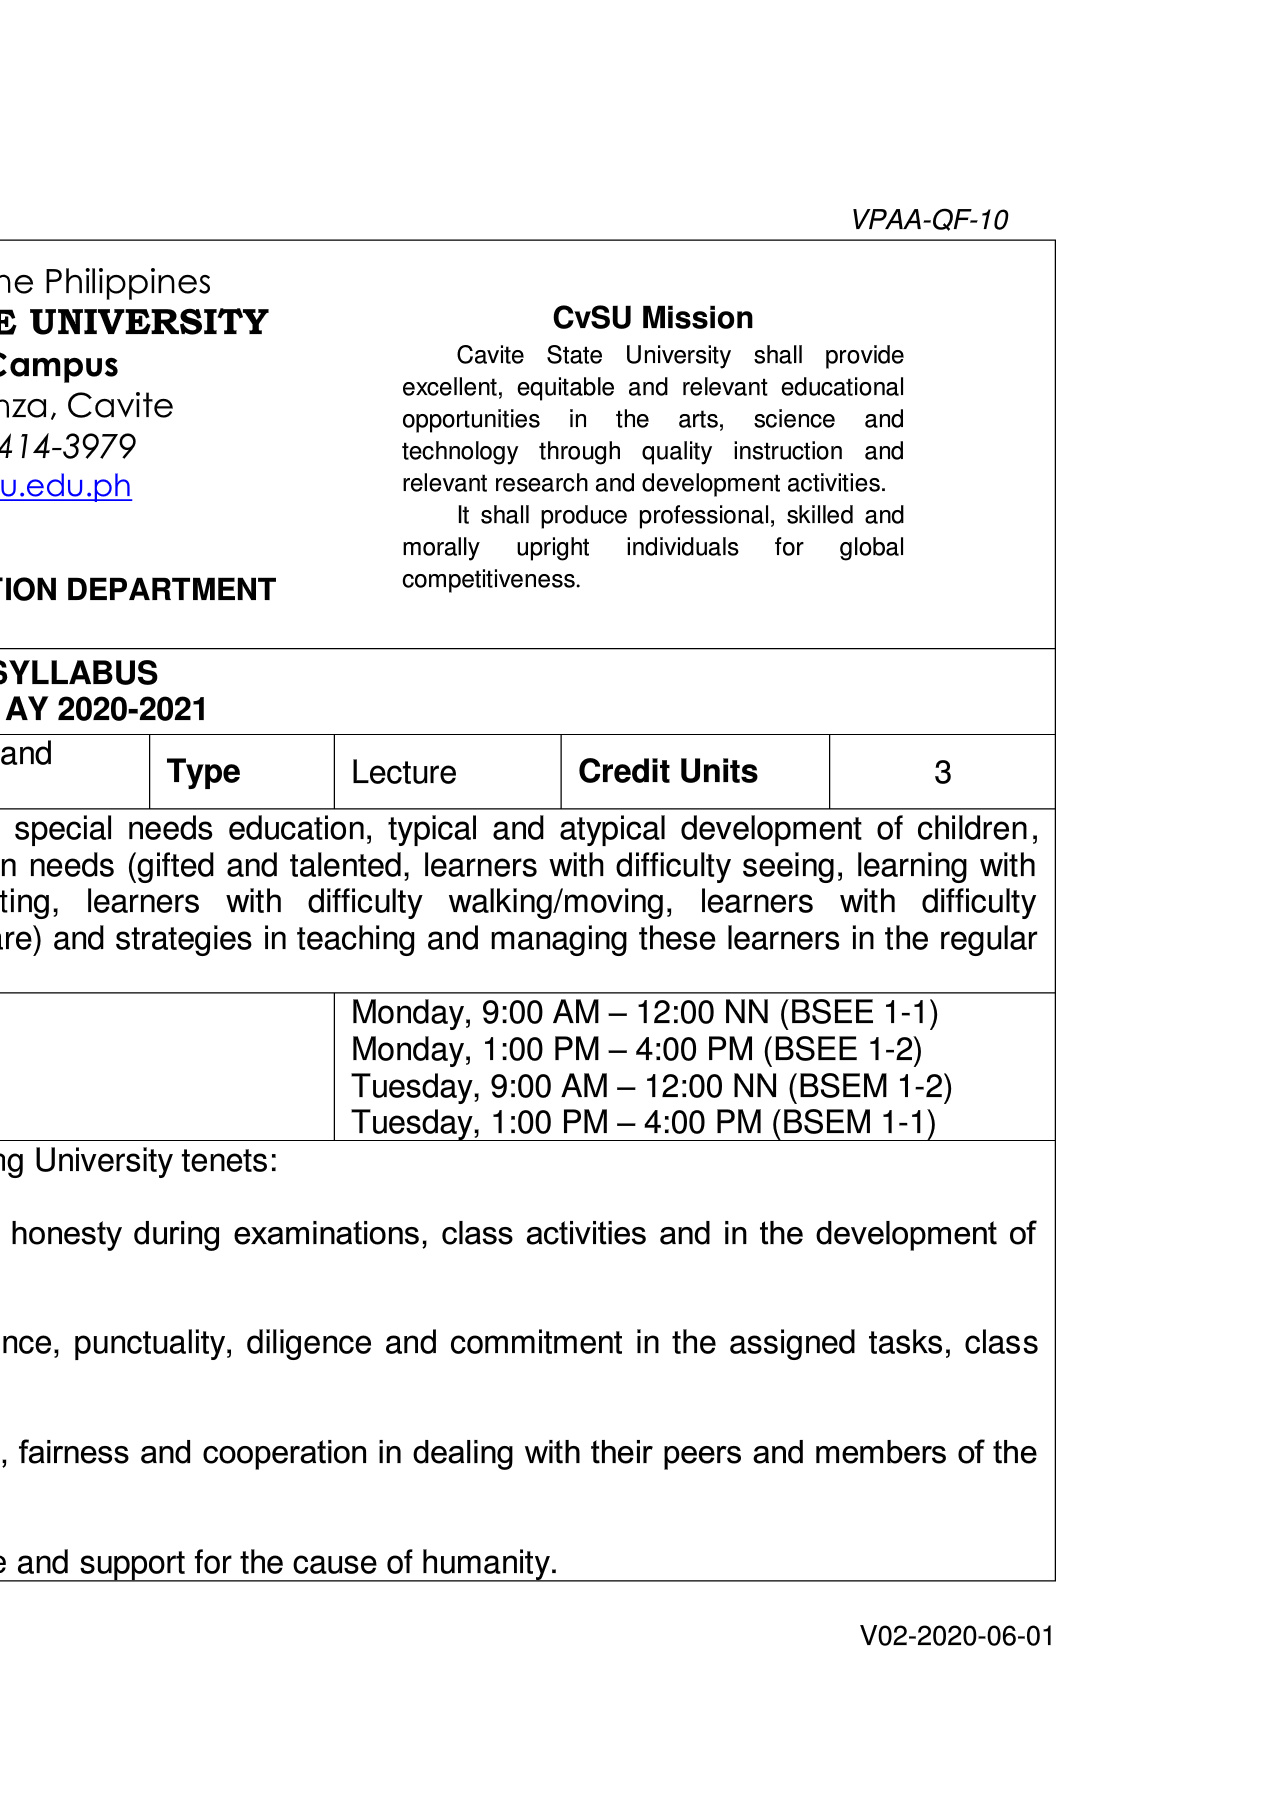 VPAA-QF-10
he Philippines
E UNIVERSITY
Campus
nza, Cavite
414-3979
u.edu.ph
TION DEPARTMENT
CvSU Mission
Cavite State University shall provide
excellent, equitable and relevant educational
opportunities in the arts, science and
technology through quality instruction and
relevant research and development activities.
It shall produce professional, skilled and
morally upright individuals for global
competitiveness.
SYLLABUS
AY 2020-2021
and
Type
Lecture
Credit Units
3
special needs education, typical and atypical development of children,
n needs (gifted and talented, learners with difficulty seeing, learning with
ting, learners with difficulty walking/moving, learners with difficulty
are) and strategies in teaching and managing these learners in the regular
Monday, 9:00 AM – 12:00 NN (BSEE 1-1)
Monday, 1:00 PM – 4:00 PM (BSEE 1-2)
Tuesday, 9:00 AM – 12:00 NN (BSEM 1-2)
Tuesday, 1:00 PM – 4:00 PM (BSEM 1-1)
ng University tenets:
honesty during examinations, class activities and in the development of
nce, punctuality, diligence and commitment in the assigned tasks, class
, fairness and cooperation in dealing with their peers and members of the
e and support for the cause of humanity.
V02-2020-06-01